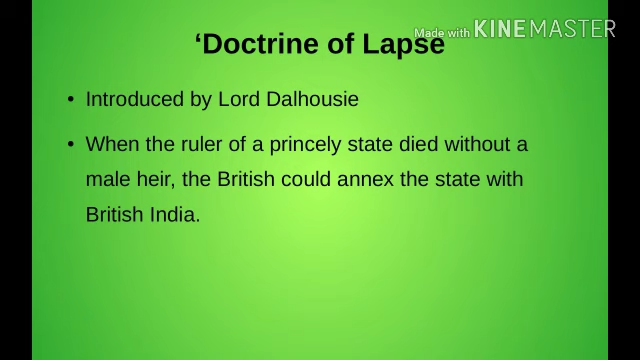 Made with KINEMASTER
‘Doctrine of Lapse
• Introduced by Lord Dalhousie
• When the ruler of a princely state died without a
male heir, the British could annex the state with
British India.